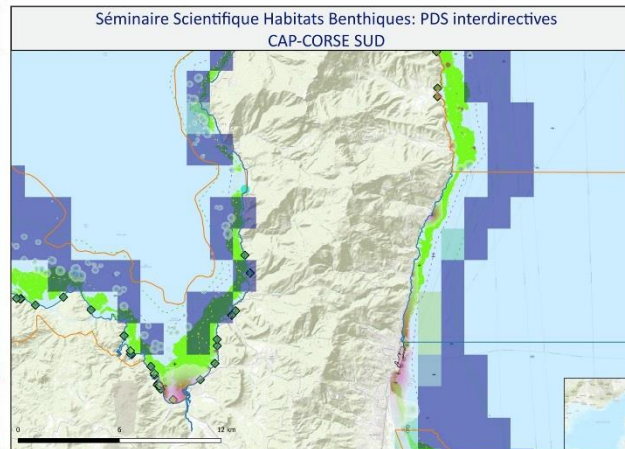 Séminaire Scientifique Habitats Benthiques: PDS interdirectives
CAP-CORSE SUD
0
6
12 km